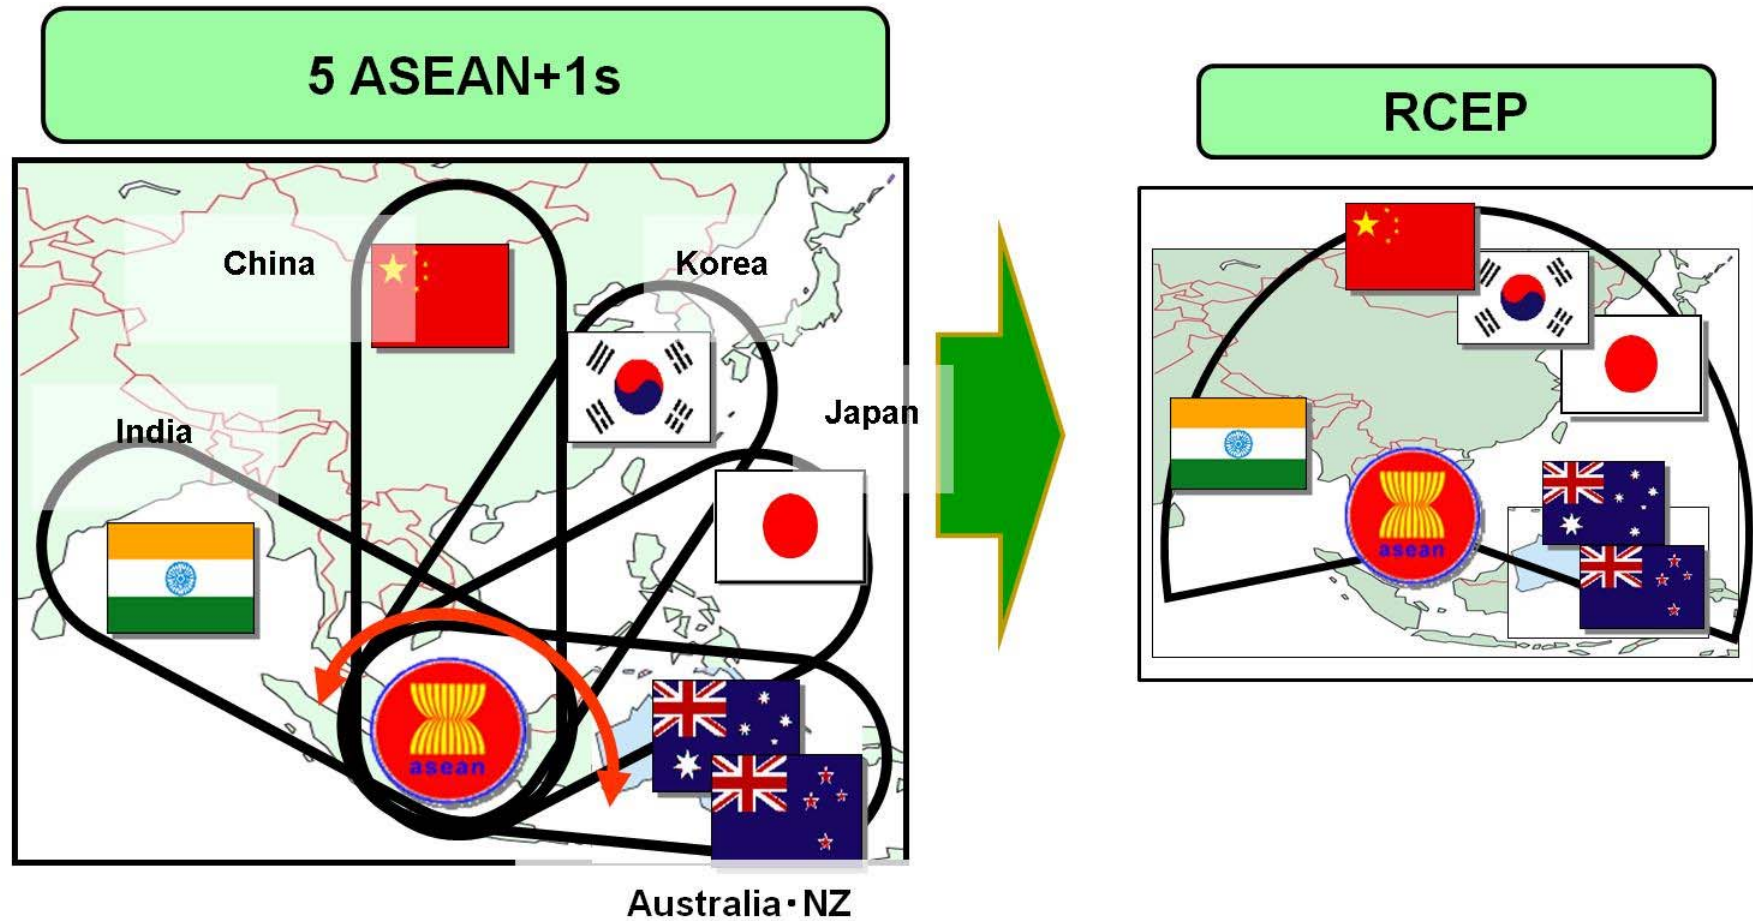 5 ASEAN+1s
RCEP
China
Korea
Japan
India
asean
asean
Australia・NZ